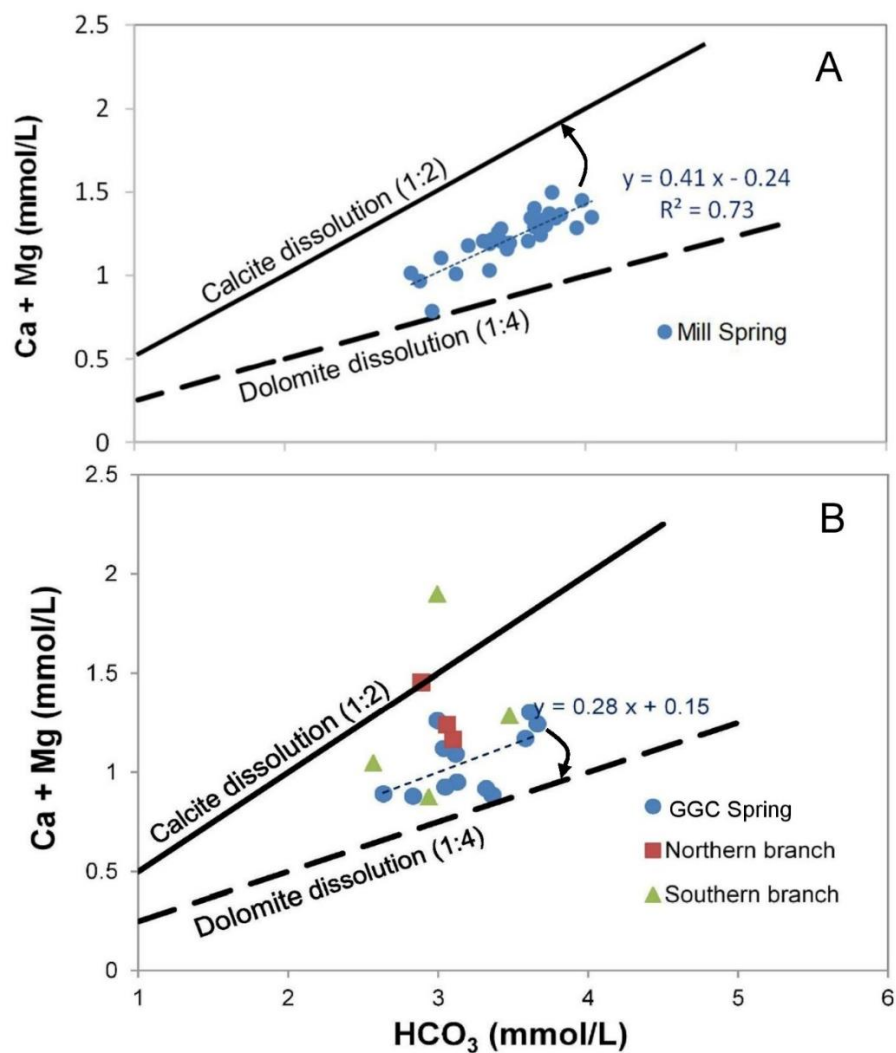 2.5
A
2
1.5
1
0.5
0
Ca + Mg (mmol/L)
Calcite dissolution (1:2)
y = 0.41 x - 0.24
R² = 0.73
Dolomite dissolution (1:4)
Mill Spring
2.5
B
2
1.5
1
0.5
0
Ca + Mg (mmol/L)
Calcite dissolution (1:2)
y = 0.28 x + 0.15
Dolomite dissolution (1:4)
GGC Spring
Northern branch
Southern branch
1 2 3 4 5 6
HCO₃ (mmol/L)